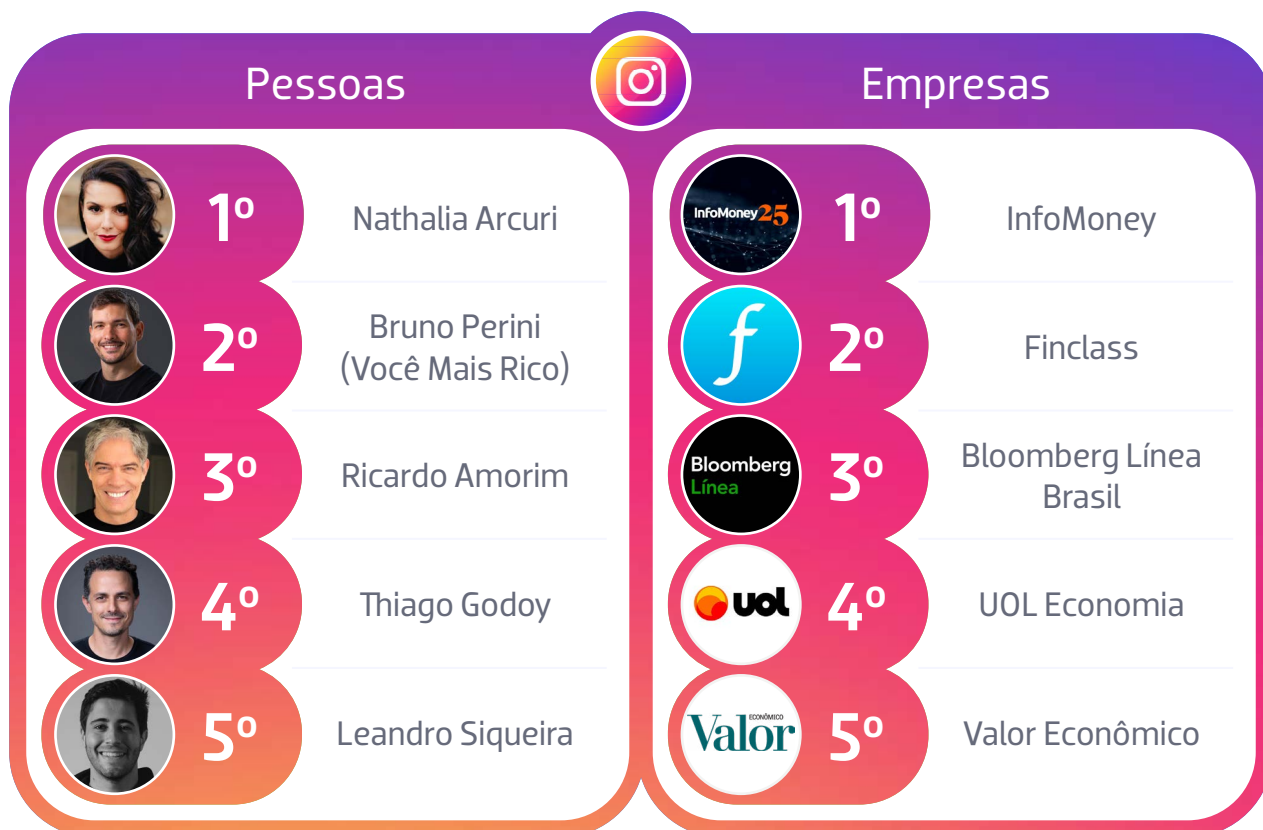 Pessoas
1º
Nathalia Arcuri
2º
Bruno Perini
(Você Mais Rico)
3º
Ricardo Amorim
4º
Thiago Godoy
5º
Leandro Siqueira
Empresas
InfoMoney 25
1º
InfoMoney
f
2º
Finclass
Bloomberg
Línea
3º
Bloomberg Línea
Brasil
uol
4º
UOL Economia
ECONÔMICO
Valor
5º
Valor Econômico